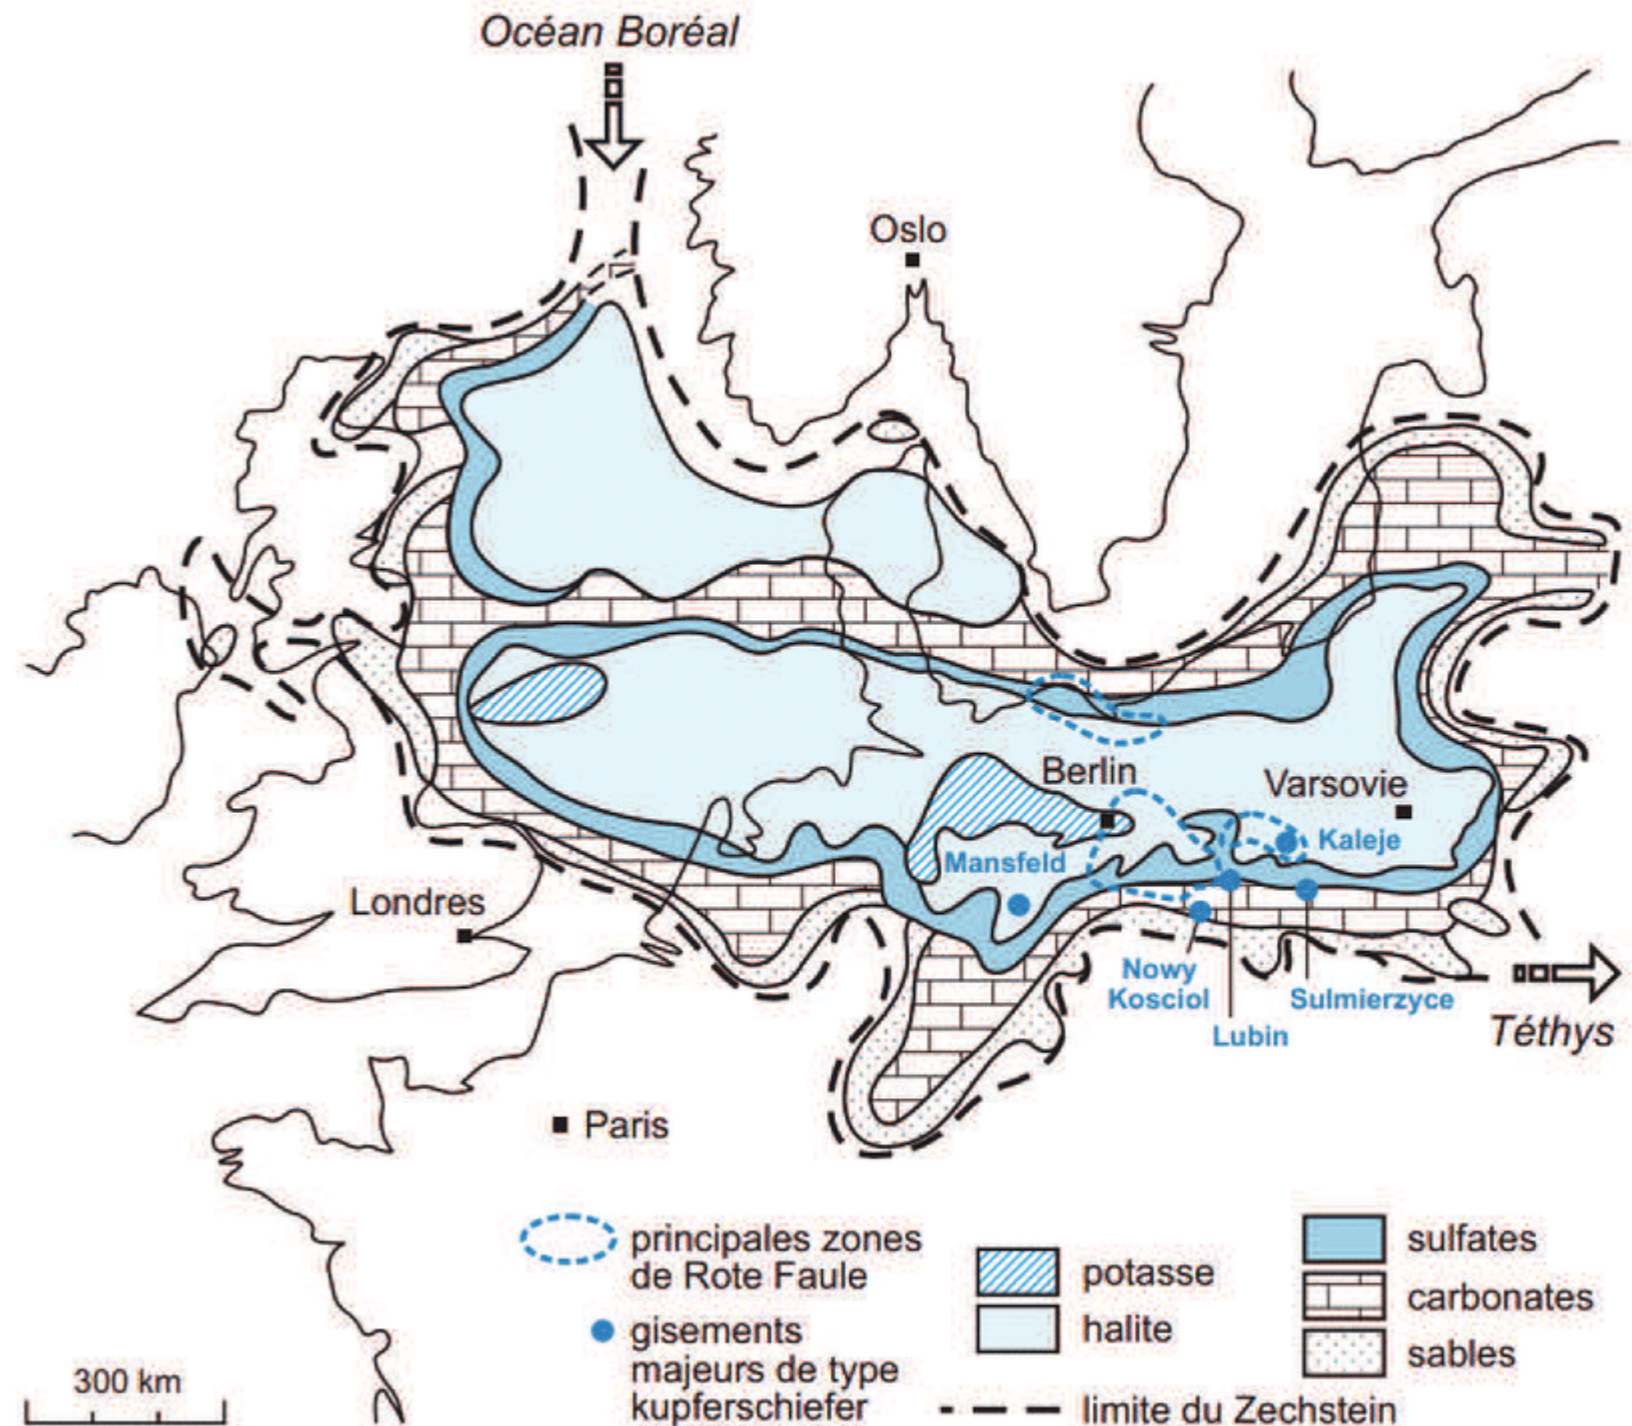 Océan Boréal
Oslo
Berlin
Varsovie
Kaleje
Mansfeld
Londres
Nowy
Kosciol
Sulmierzyce
Lubin
Téthys
Paris
principales zones
de Rote Faule
gisements
majeurs de type
kupferschiefer
potasse
halite
sulfates
carbonates
sables
limite du Zechstein
300 km